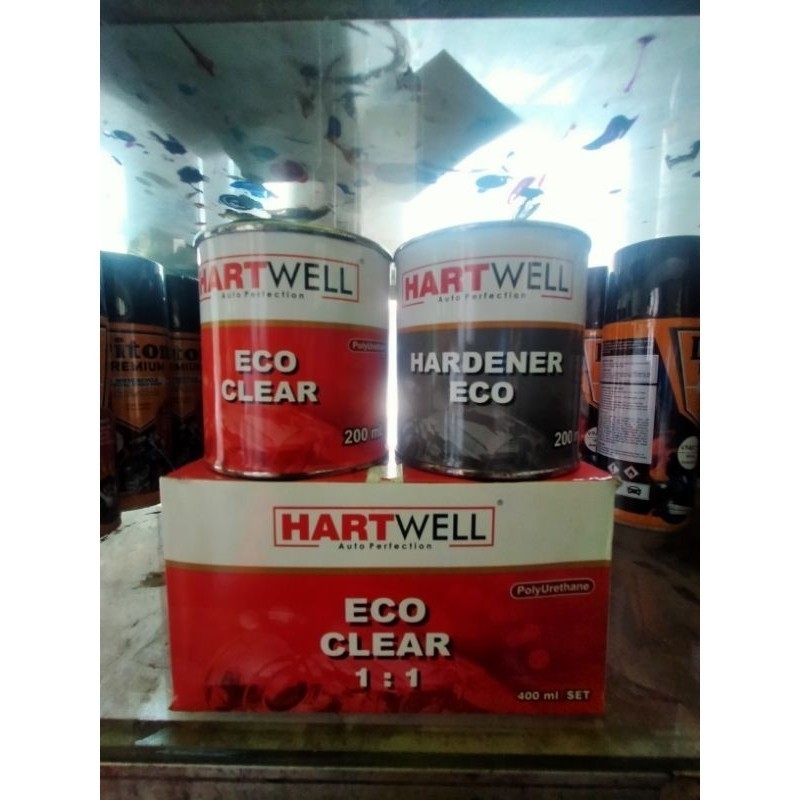 HARTWELL
Auto Perfection
ECO
CLEAR
200 ml
HARTWELL
Auto Perfection
HARDENER
ECO
200
HARTWELL®
Auto Perfection
PolyUrethane
ECO
CLEAR
1 : 1
400 ml SET